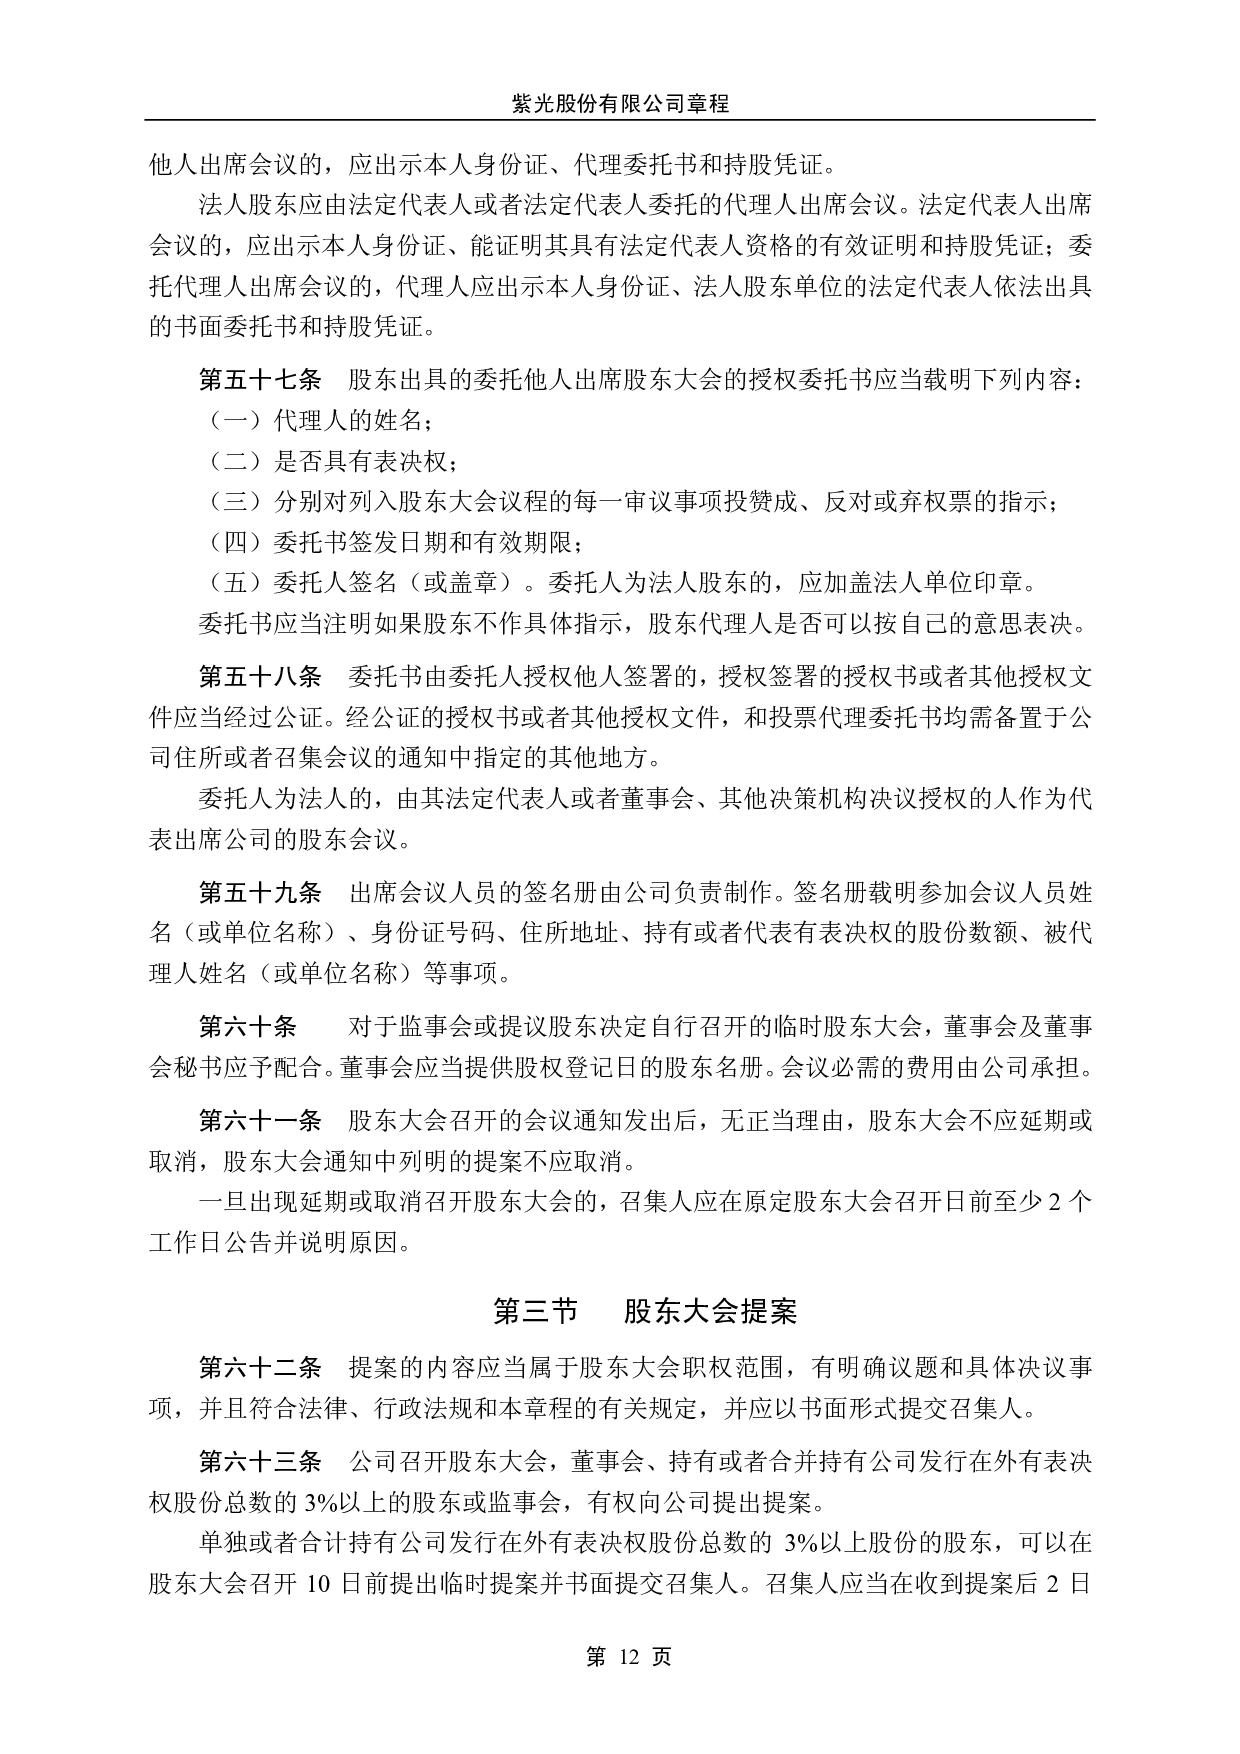 紫光股份有限公司章程
他人出席会议的，应出示本人身份证、代理委托书和持股凭证。
法人股东应由法定代表人或者法定代表人委托的代理人出席会议。法定代表人出席
会议的，应出示本人身份证、能证明其具有法定代表人资格的有效证明和持股凭证；委
托代理人出席会议的，代理人应出示本人身份证、法人股东单位的法定代表人依法出具
的书面委托书和持股凭证。
第五十七条 股东出具的委托他人出席股东大会的授权委托书应当载明下列内容：
（一）代理人的姓名；
（二）是否具有表决权；
（三）分别对列入股东大会议程的每一审议事项投赞成、反对或弃权票的指示；
（四）委托书签发日期和有效期限；
（五）委托人签名（或盖章）。委托人为法人股东的，应加盖法人单位印章。
委托书应当注明如果股东不作具体指示，股东代理人是否可以按自己的意思表决。
第五十八条 委托书由委托人授权他人签署的，授权签署的授权书或者其他授权文
件应当经过公证。经公证的授权书或者其他授权文件，和投票代理委托书均需备置于公
司住所或者召集会议的通知中指定的其他地方。
委托人为法人的，由其法定代表人或者董事会、其他决策机构决议授权的人作为代
表出席公司的股东会议。
第五十九条 出席会议人员的签名册由公司负责制作。签名册载明参加会议人员姓
名（或单位名称）、身份证号码、住所地址、持有或者代表有表决权的股份数额、被代
理人姓名（或单位名称）等事项。
第六十条 对于监事会或提议股东决定自行召开的临时股东大会，董事会及董事
会秘书应予配合。董事会应当提供股权登记日的股东名册。会议必需的费用由公司承担。
第六十一条 股东大会召开的会议通知发出后，无正当理由，股东大会不应延期或
取消，股东大会通知中列明的提案不应取消。
一旦出现延期或取消召开股东大会的，召集人应在原定股东大会召开日前至少 2 个
工作日公告并说明原因。
第三节 股东大会提案
第六十二条 提案的内容应当属于股东大会职权范围，有明确议题和具体决议事
项，并且符合法律、行政法规和本章程的有关规定，并应以书面形式提交召集人。
第六十三条 公司召开股东大会，董事会、持有或者合并持有公司发行在外有表决
权股份总数的 3%以上的股东或监事会，有权向公司提出提案。
单独或者合计持有公司发行在外有表决权股份总数的 3%以上股份的股东，可以在
股东大会召开 10 日前提出临时提案并书面提交召集人。召集人应当在收到提案后 2 日
第 12 页